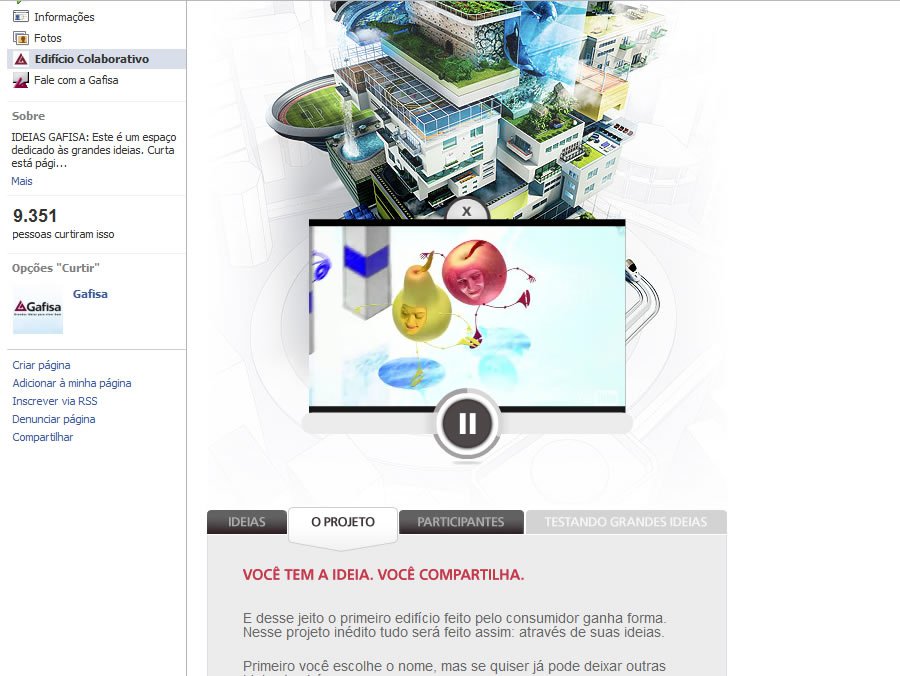 Informações
Fotos
Edifício Colaborativo
Fale com a Gafisa
Sobre
IDEIAS GAFISA: Este é um espaço
dedicado às grandes ideias. Curta
está pági...
Mais
9.351
pessoas curtiram isso
Opções "Curtir"
Gafisa
Gafisa
Criar página
Adicionar à minha página
Inscrever via RSS
Denunciar página
Compartilhar
X
IDEIAS
O PROJETO
PARTICIPANTES
TESTANDO GRANDES IDEIAS
VOCÊ TEM A IDEIA. VOCÊ COMPARTILHA.
E desse jeito o primeiro edifício feito pelo consumidor ganha forma.
Nesse projeto inédito tudo será feito assim: através de suas ideias.
Primeiro você escolhe o nome, mas se quiser já pode deixar outras